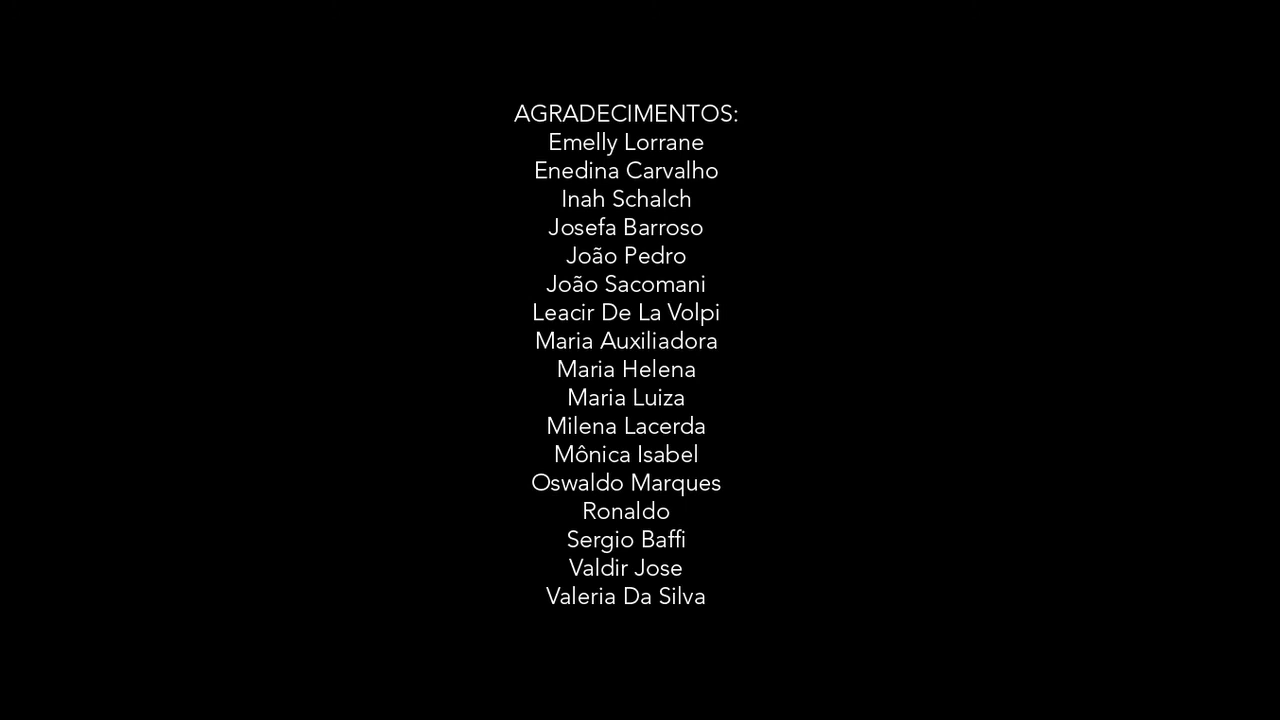 AGRADECIMENTOS:
Emelly Lorrane
Enedina Carvalho
Inah Schalch
Josefa Barroso
João Pedro
João Sacomani
Leacir De La Volpi
Maria Auxiliadora
Maria Helena
Maria Luiza
Milena Lacerda
Mônica Isabel
Oswaldo Marques
Ronaldo
Sergio Baffi
Valdir Jose
Valeria Da Silva